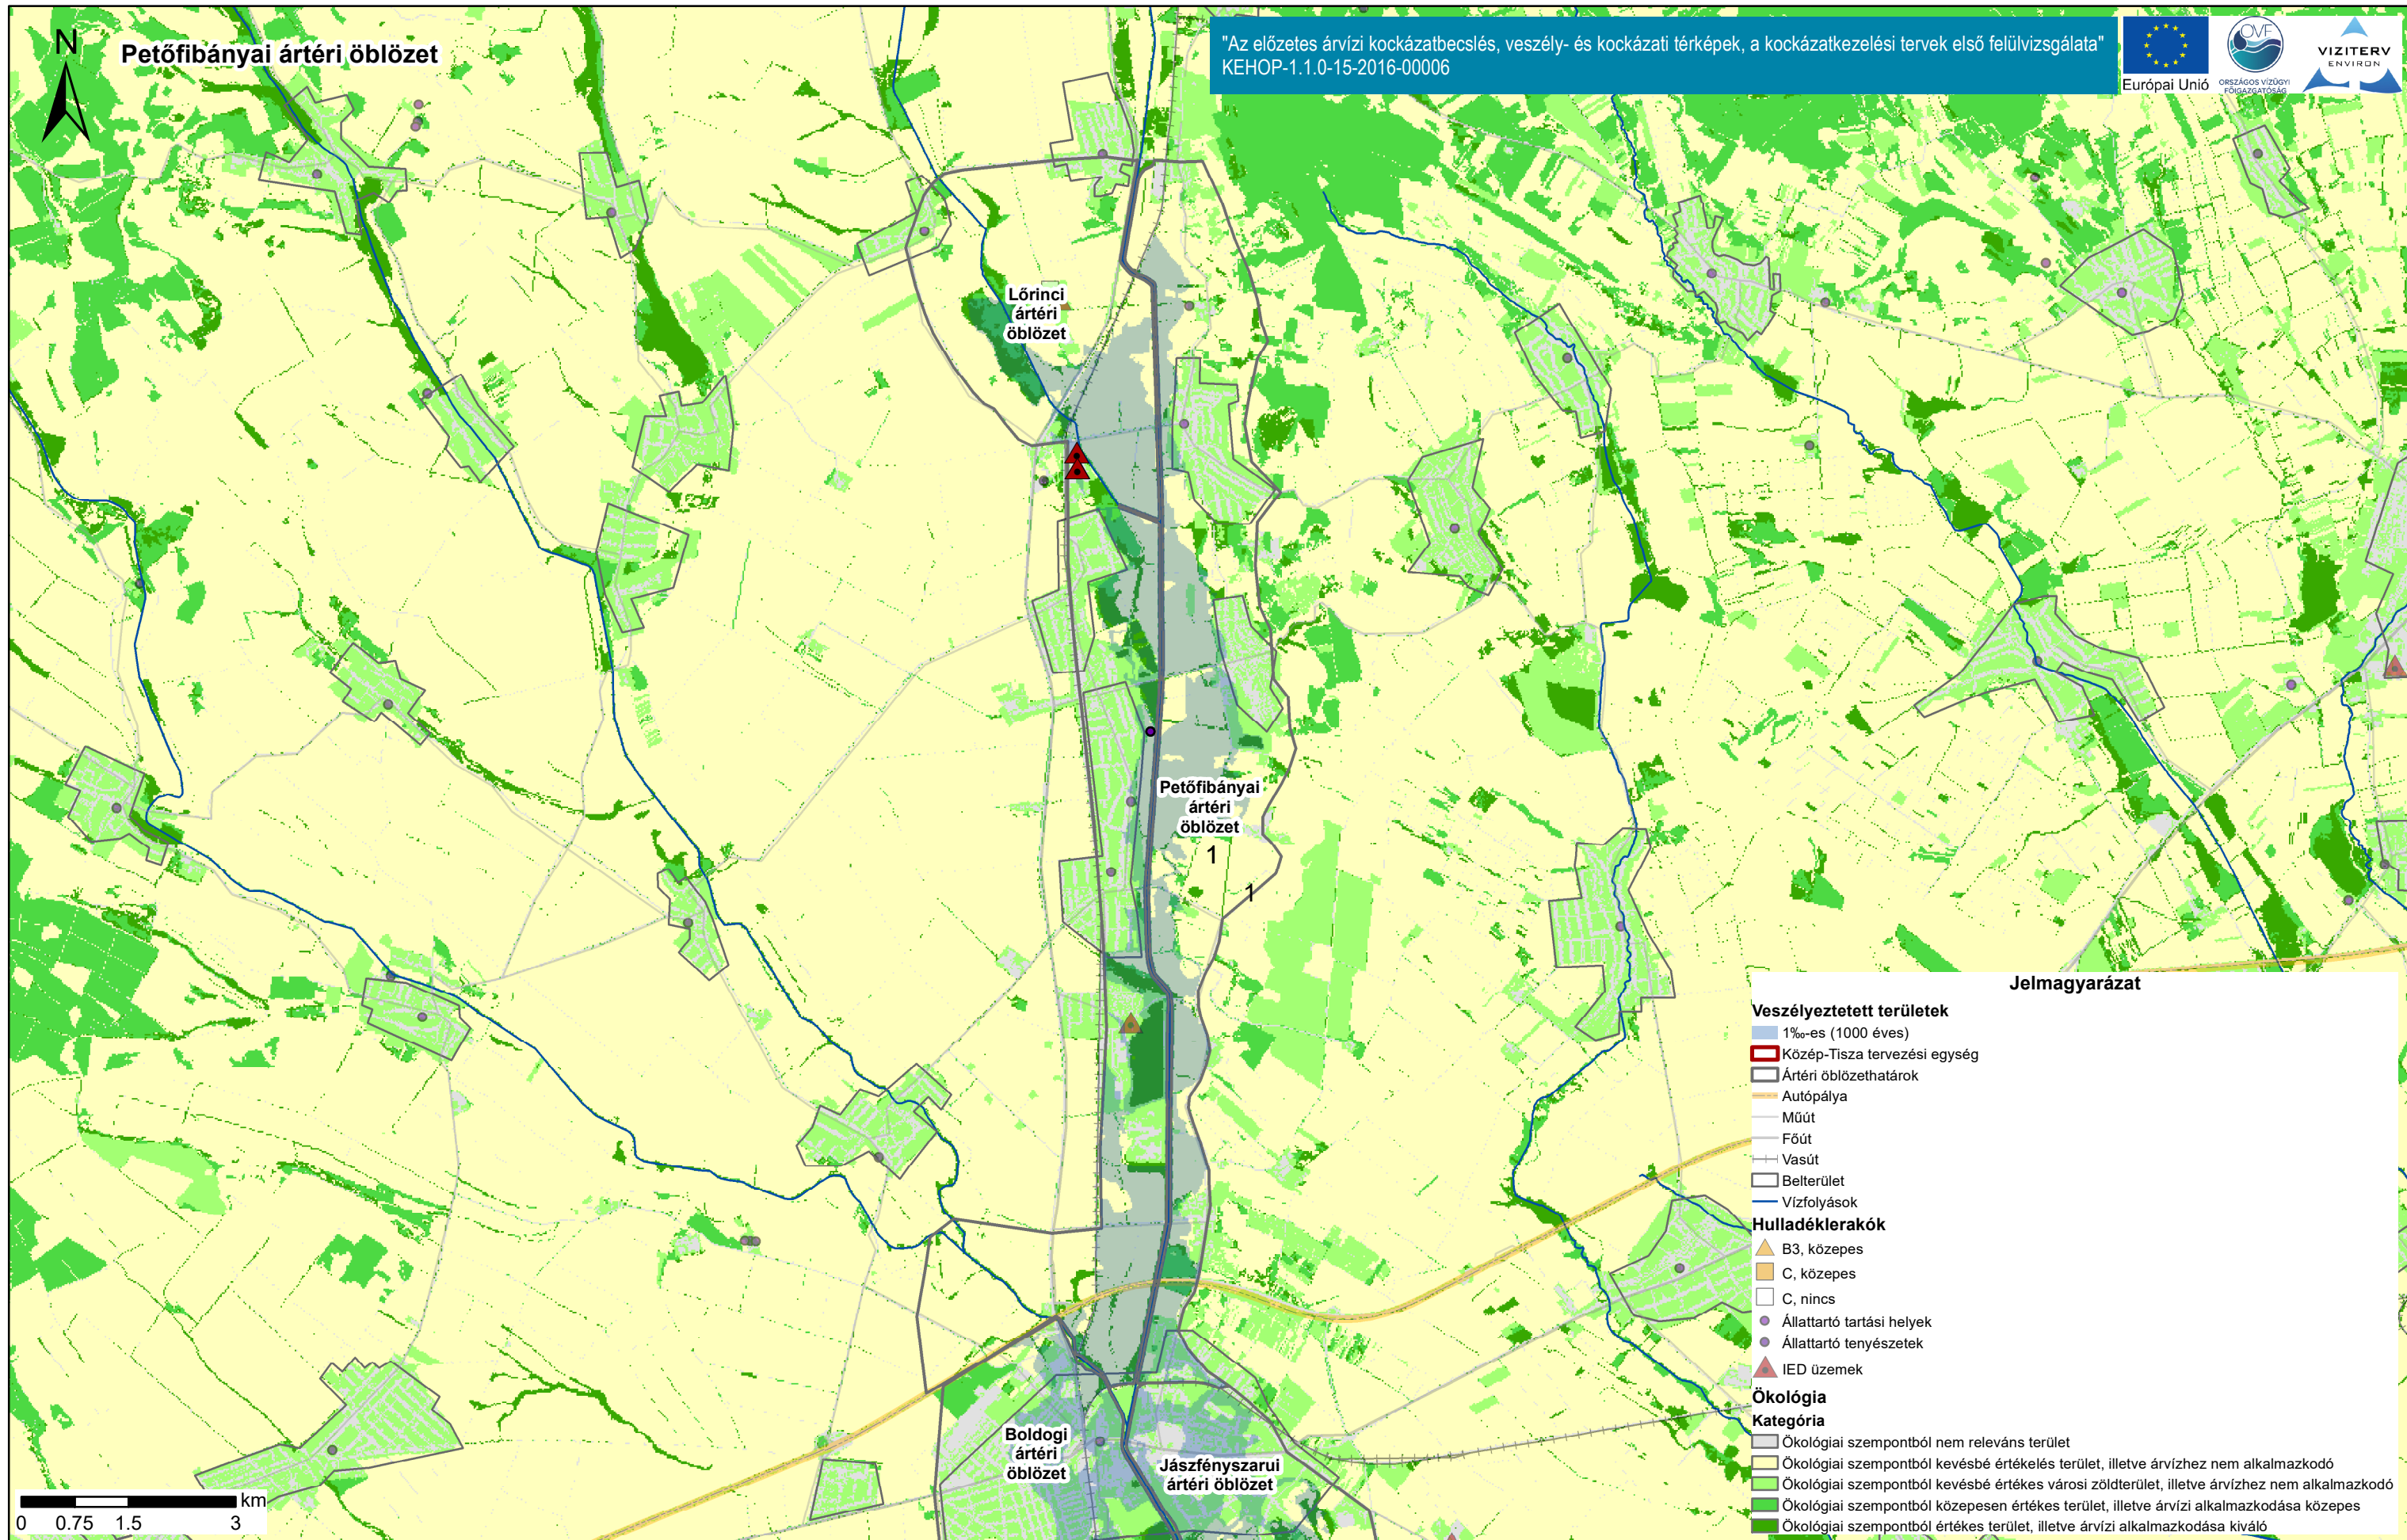 N
Petőfibányai ártéri öblözet
"Az előzetes árvízi kockázatbecslés, veszély- és kockázati térképek, a kockázatkezelési tervek első felülvizsgálata"
KEHOP-1.1.0-15-2016-00006
Európai Unió
OVF
ORSZÁGOS VÍZÜGYI
FŐIGAZGATÓSÁG
VIZITERV
ENVIRON
Lőrinci
ártéri
öblözet
Petőfibányai
ártéri
öblözet
1
1
Boldogi
ártéri
öblözet
Jászfényszarui
ártéri öblözet
km
0 0.75 1.5 3
Jelmagyarázat
Veszélyeztetett területek
1‰-es (1000 éves)
Közép-Tisza tervezési egység
Ártéri öblözethatárok
Autópálya
Műút
Főút
Vasút
Belterület
Vízfolyások
Hulladéklerakók
B3, közepes
C, közepes
C, nincs
Állattartó tartási helyek
Állattartó tenyészetek
IED üzemek
Ökológia
Kategória
Ökológiai szempontból nem releváns terület
Ökológiai szempontból kevésbé értékelés terület, illetve árvízhez nem alkalmazkodó
Ökológiai szempontból kevésbé értékes városi zöldterület, illetve árvízhez nem alkalmazkodó
Ökológiai szempontból közepesen értékes terület, illetve árvízi alkalmazkodása közepes
Ökológiai szempontból értékes terület, illetve árvízi alkalmazkodása kiváló